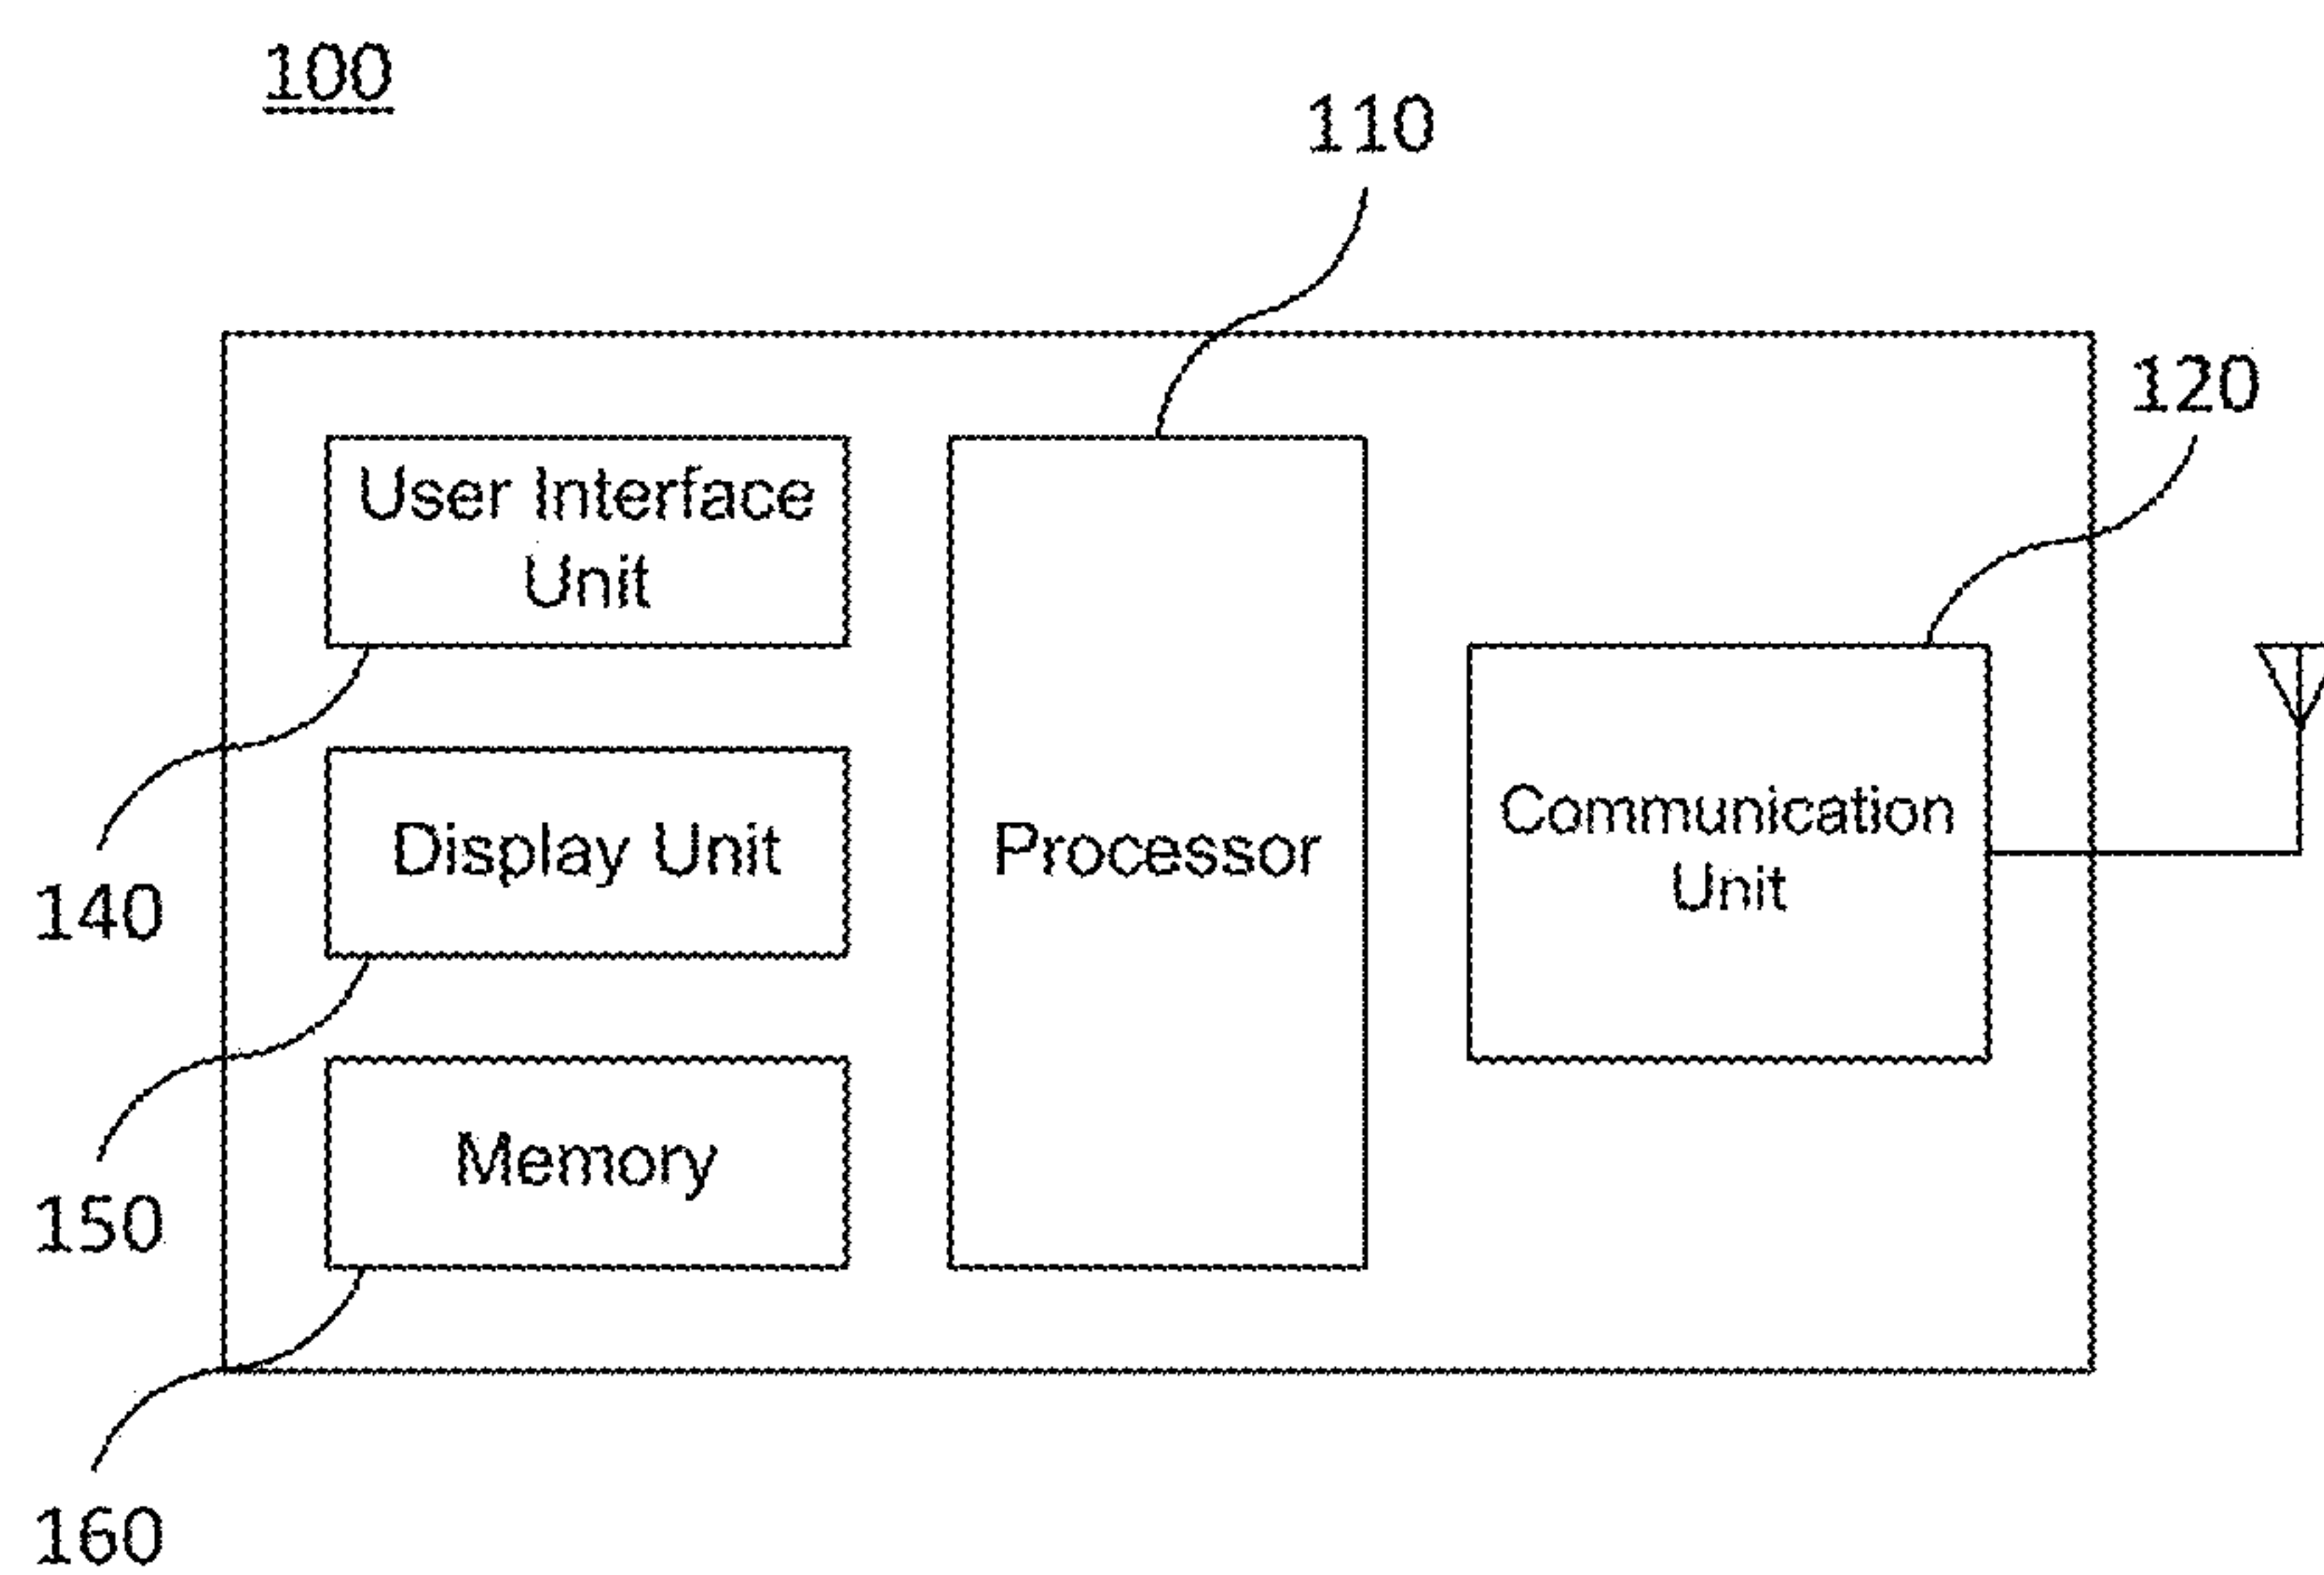 100
110
120
User Interface
Unit
140
Display Unit
Processor
Communication
Unit
150
Memory
160